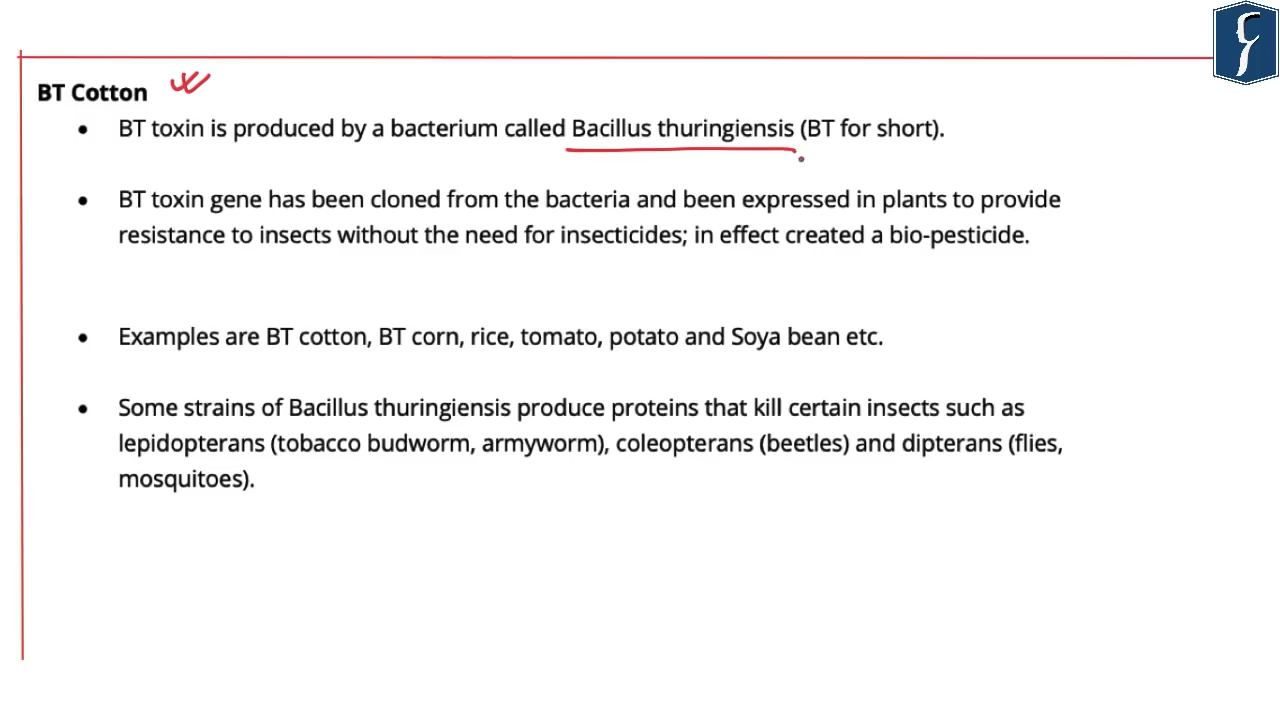 BT Cotton
• BT toxin is produced by a bacterium called Bacillus thuringiensis (BT for short).
• BT toxin gene has been cloned from the bacteria and been expressed in plants to provide
resistance to insects without the need for insecticides; in effect created a bio-pesticide.
• Examples are BT cotton, BT corn, rice, tomato, potato and Soya bean etc.
• Some strains of Bacillus thuringiensis produce proteins that kill certain insects such as
lepidopterans (tobacco budworm, armyworm), coleopterans (beetles) and dipterans (flies,
mosquitoes).